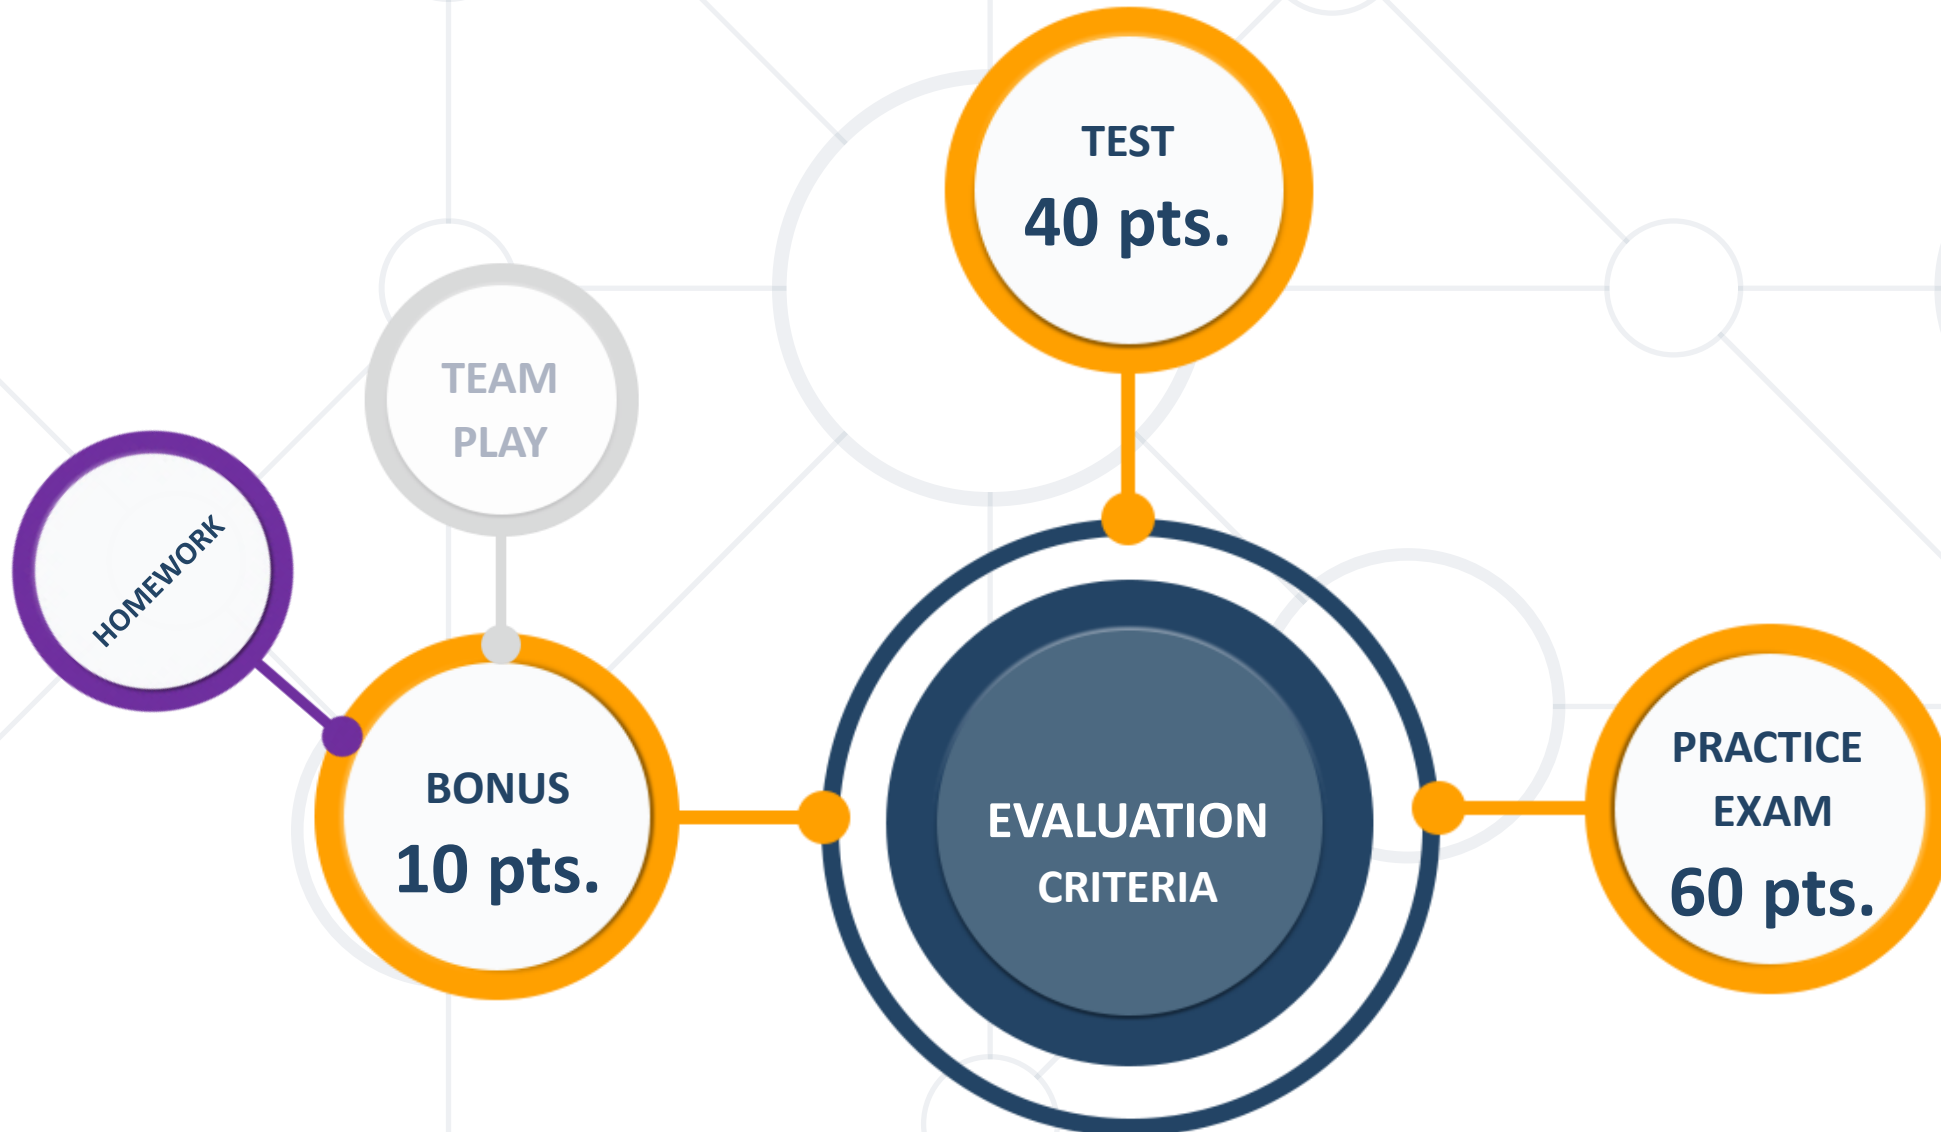 TEST
40 pts.
TEAM
PLAY
HOMEWORK
BONUS
10 pts.
EVALUATION
CRITERIA
PRACTICE
EXAM
60 pts.